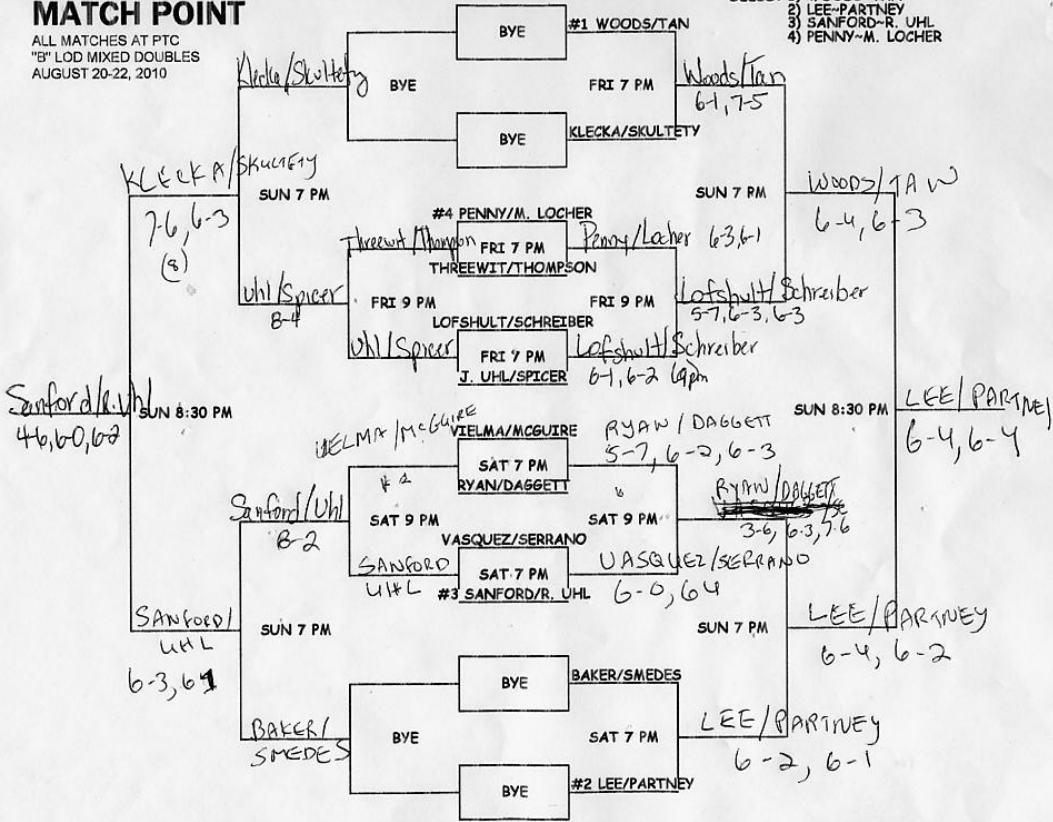 MATCH POINT
ALL MATCHES AT PTC
"B" LOD MIXED DOUBLES
AUGUST 20-22, 2010
2) LEE~PARTNEY
3) SANFORD~R. UHL
4) PENNY~M. LOCHER
BYE
#1 WOODS/TAN
Klecka/Skultety
BYE
FRI 7 PM
Woods/Tan
6-1, 7-5
BYE
KLECKA/SKULTETY
KLECKA/SKULTETY
SUN 7 PM
7-6, 6-3
(8)
SUN 7 PM
WOODS/TAN
6-4, 6-3
#4 PENNY/M. LOCHER
Threewit/Thompson
FRI 7 PM
Penny/Locher 6-3, 6-1
THREEWIT/THOMPSON
Uhl/Spicer
8-4
FRI 9 PM
FRI 9 PM
Lofshult/Schreiber
5-7, 6-3, 6-3
LOFSHULT/SCHREIBER
Uhl/Spicer
FRI 7 PM
Lofshult/Schreiber
J. UHL/SPICER
6-1, 6-2 6pm
Sanford/R. Uhl
SUN 8:30 PM
4-6, 6-0, 6-2
SUN 8:30 PM
LEE/PARTNEY
6-4, 6-4
VIELMA/McGUIRE
VIELMA/MCGUIRE
RYAN/DAGGETT
5-7, 6-2, 6-3
SAT 7 PM
RYAN/DAGGETT
Sanford/Uhl
8-2
SAT 9 PM
SAT 9 PM
RYAN/DAGGETT
3-6, 6-3, 7-6
VASQUEZ/SERRANO
SANFORD
UHL
SAT 7 PM
VASQUEZ/SERRANO
#3 SANFORD/R. UHL
6-0, 6 4
SANFORD/
UHL
SUN 7 PM
6-3, 6 1
SUN 7 PM
LEE/PARTNEY
6-4, 6-2
BYE
BAKER/SMEDES
BAKER/
SMEDES
BYE
SAT 7 PM
LEE/PARTNEY
6-2, 6-1
BYE
#2 LEE/PARTNEY